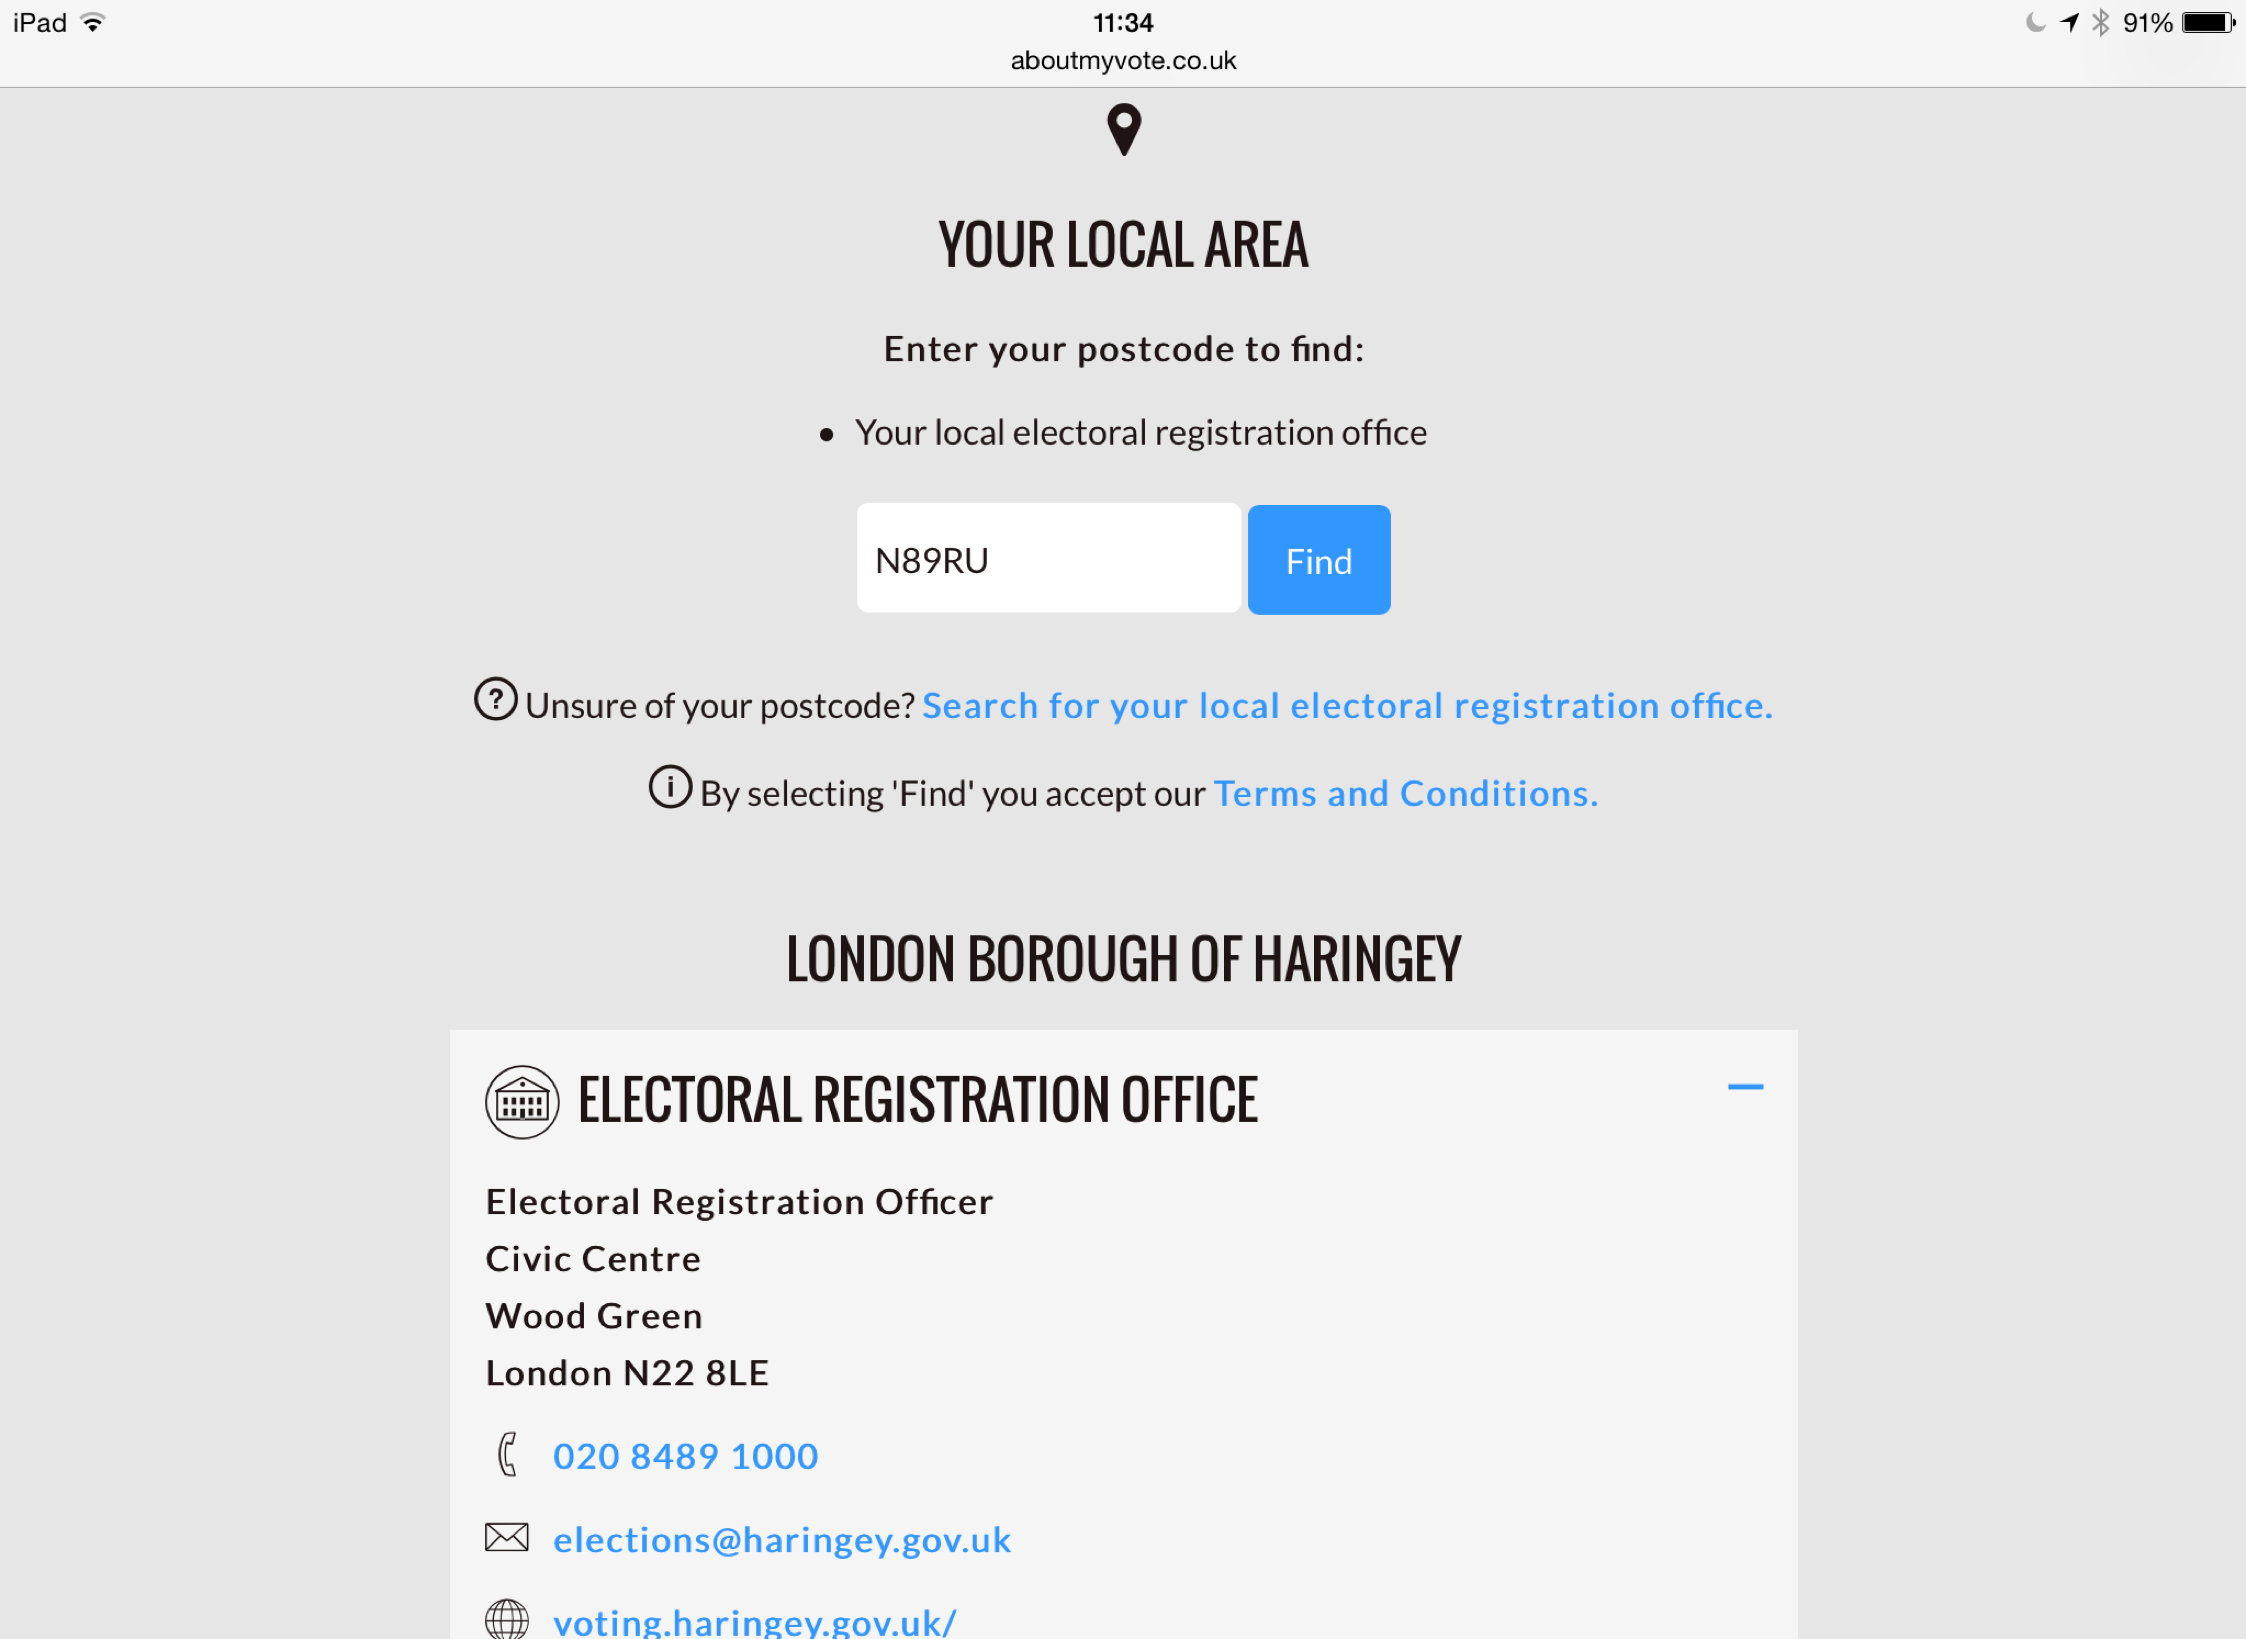 iPad 11:34 91%
aboutmyvote.co.uk
YOUR LOCAL AREA
Enter your postcode to find:
• Your local electoral registration office
N89RU Find
? Unsure of your postcode? Search for your local electoral registration office.
i By selecting 'Find' you accept our Terms and Conditions.
LONDON BOROUGH OF HARINGEY
ELECTORAL REGISTRATION OFFICE
Electoral Registration Officer
Civic Centre
Wood Green
London N22 8LE
020 8489 1000
elections@haringey.gov.uk
voting.haringey.gov.uk/